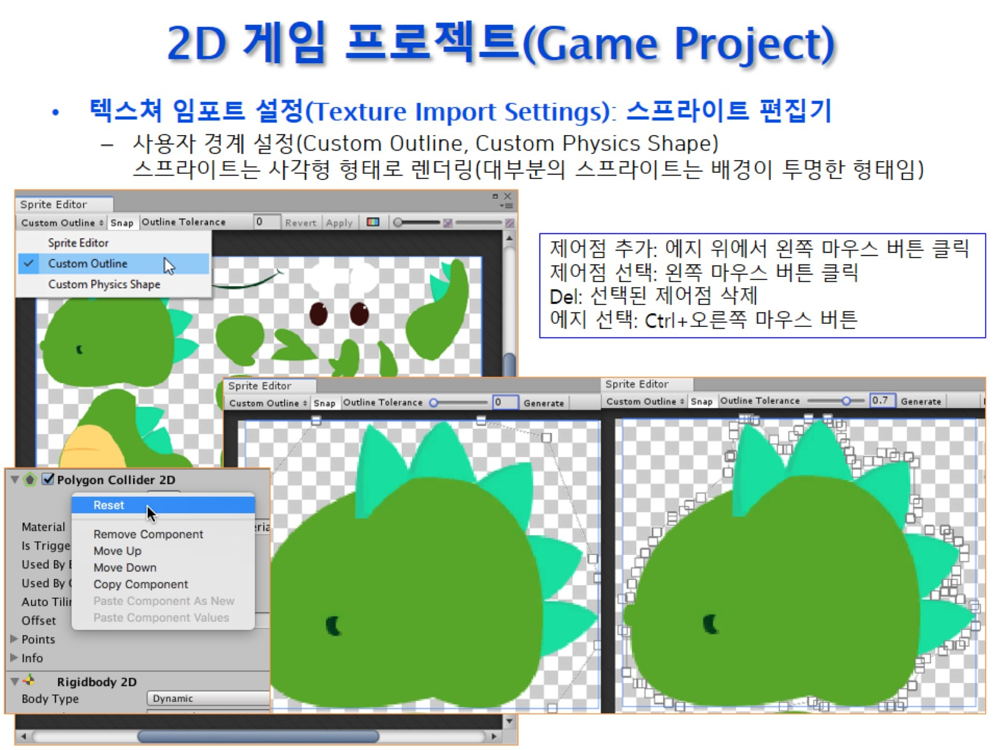 2D 게임 프로젝트(Game Project)
• 텍스쳐 임포트 설정(Texture Import Settings): 스프라이트 편집기
– 사용자 경계 설정(Custom Outline, Custom Physics Shape)
스프라이트는 사각형 형태로 렌더링(대부분의 스프라이트는 배경이 투명한 형태임)
Sprite Editor
Custom Outline Snap Outline Tolerance 0 Revert Apply
Sprite Editor
Custom Outline
Custom Physics Shape
제어점 추가: 에지 위에서 왼쪽 마우스 버튼 클릭
제어점 선택: 왼쪽 마우스 버튼 클릭
Del: 선택된 제어점 삭제
에지 선택: Ctrl+오른쪽 마우스 버튼
Sprite Editor
Custom Outline Snap Outline Tolerance 0 Generate
Sprite Editor
Custom Outline Snap Outline Tolerance 0.7 Generate
Polygon Collider 2D
Reset
Remove Component
Move Up
Move Down
Copy Component
Paste Component As New
Paste Component Values
Material
Is Trigge
Used By
Used By
Auto Tilin
Offset
Points
Info
Rigidbody 2D
Body Type Dynamic